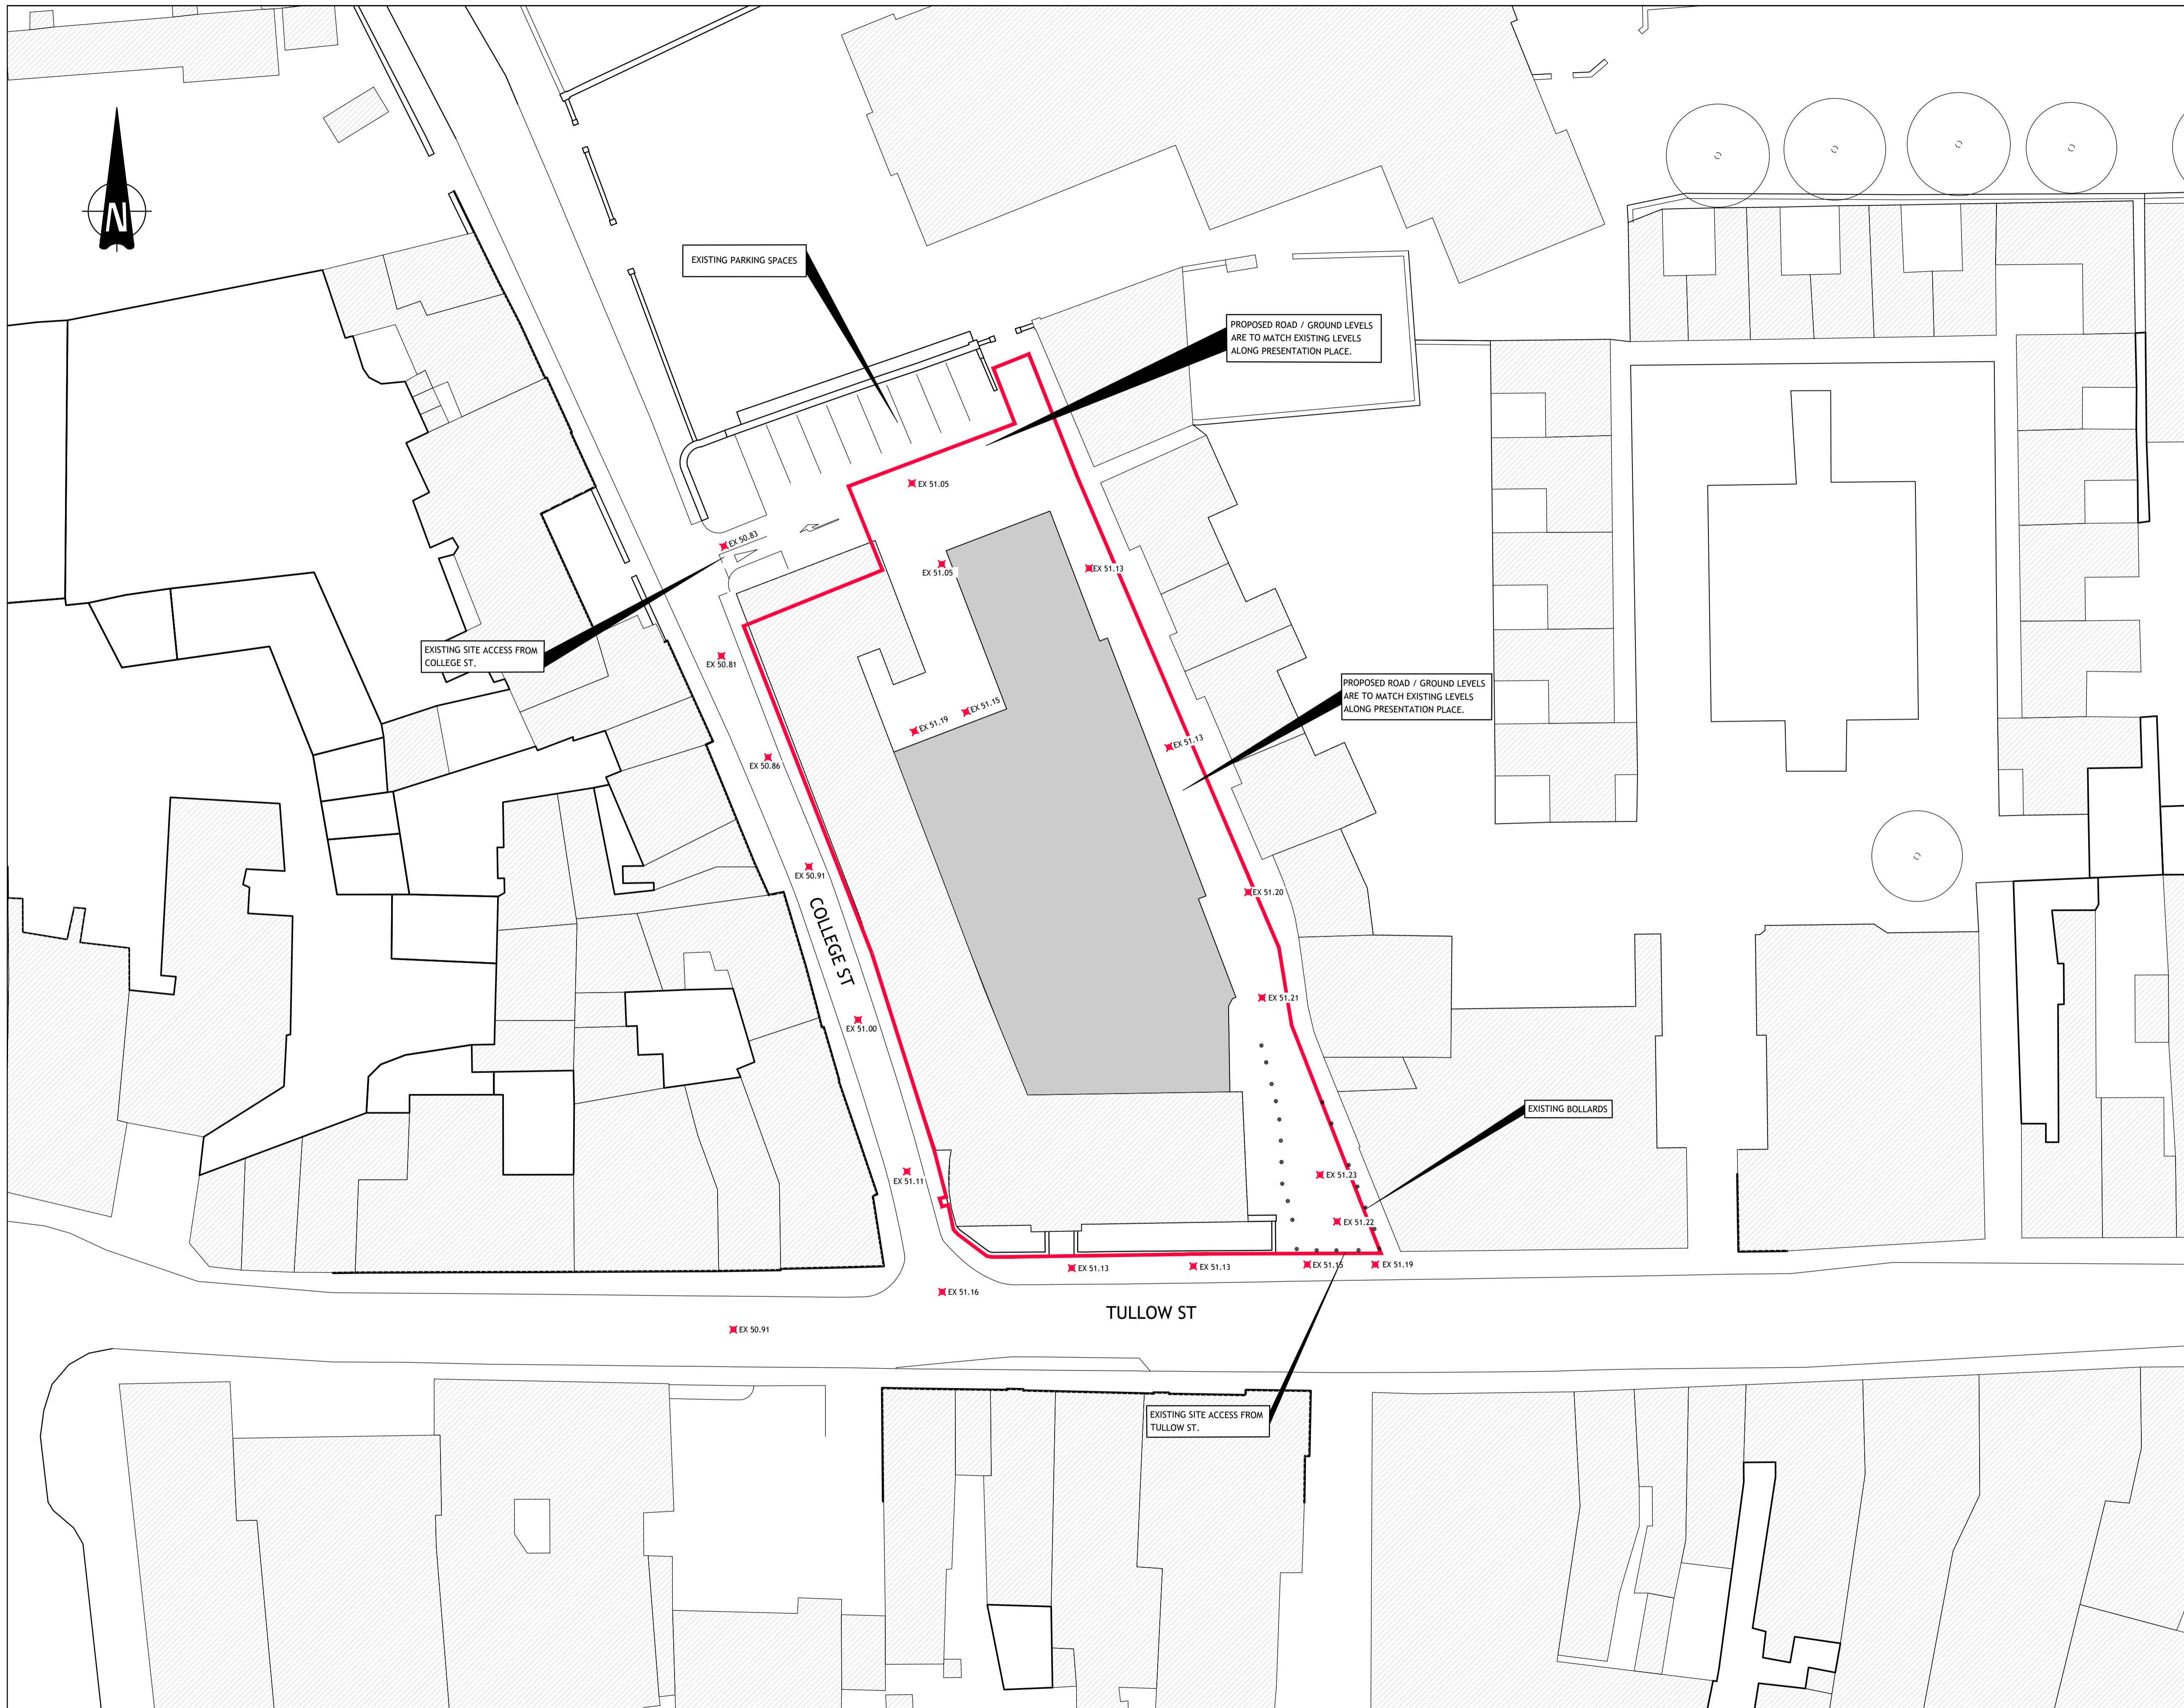 N
EXISTING PARKING SPACES
PROPOSED ROAD / GROUND LEVELS
ARE TO MATCH EXISTING LEVELS
ALONG PRESENTATION PLACE.
EX 51.05
EX 50.83
EX 51.05
EX 51.13
EXISTING SITE ACCESS FROM
COLLEGE ST.
EX 50.81
PROPOSED ROAD / GROUND LEVELS
ARE TO MATCH EXISTING LEVELS
ALONG PRESENTATION PLACE.
EX 51.19
EX 51.15
EX 51.13
EX 50.86
EX 50.91
EX 51.20
COLLEGE ST
EX 51.21
EX 51.00
EXISTING BOLLARDS
EX 51.11
EX 51.23
EX 51.22
EX 51.13
EX 51.13
EX 51.15
EX 51.19
EX 51.16
TULLOW ST
EX 50.91
EXISTING SITE ACCESS FROM
TULLOW ST.